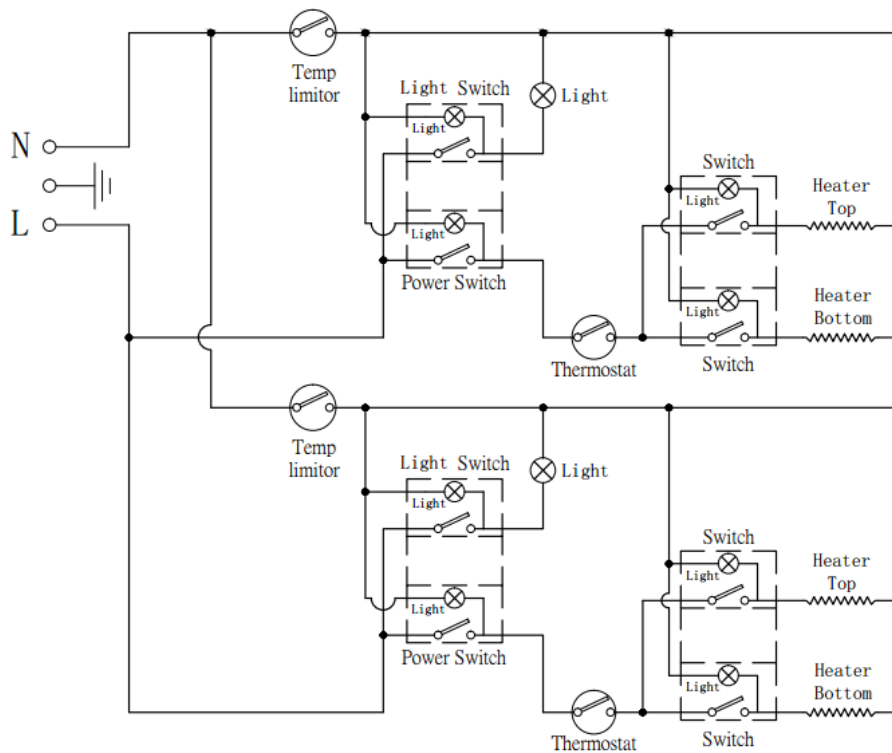 Temp
limitor
Light Switch
Light
Light
N
L
Light
Power Switch
Switch
Light
Heater
Top
Light
Heater
Bottom
Switch
Thermostat
Temp
limitor
Light Switch
Light
Light
Light
Power Switch
Switch
Light
Heater
Top
Light
Heater
Bottom
Switch
Thermostat